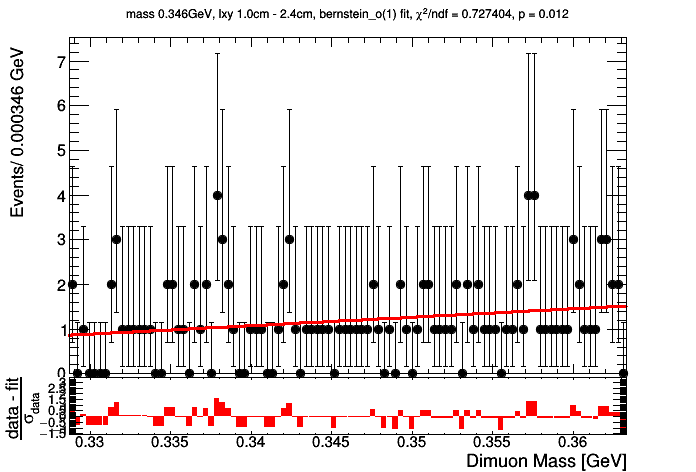 mass 0.346GeV, lxy 1.0cm - 2.4cm, bernstein_o(1) fit, χ²/ndf = 0.727404, p = 0.012
Events/ 0.000346 GeV
7
6
5
4
3
2
1
0
data - fit
σdata
0.33 0.335 0.34 0.345 0.35 0.355 0.36
Dimuon Mass [GeV]